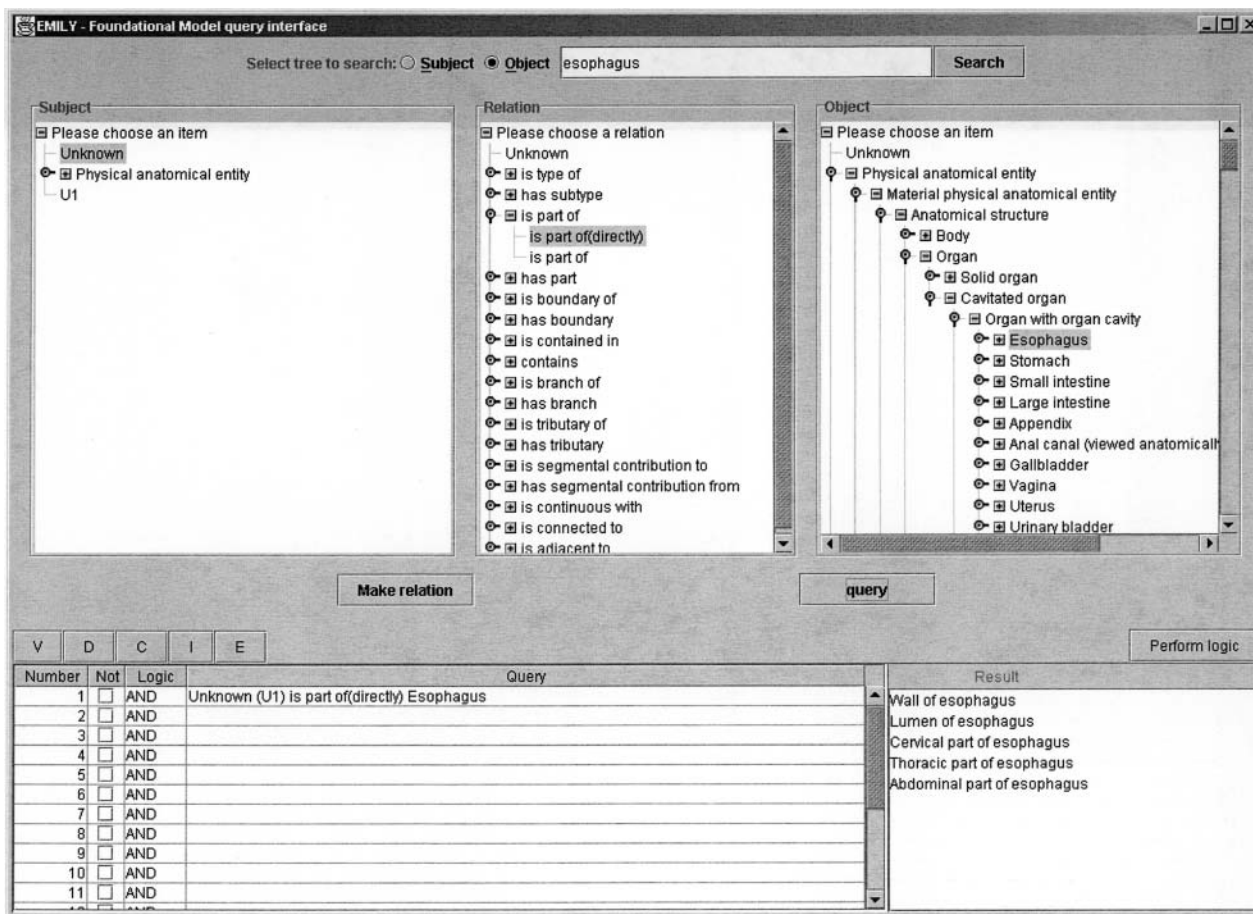 EMILY - Foundational Model query interface
Select tree to search: Subject Object esophagus Search
Subject
Please choose an item
Unknown
Physical anatomical entity
U1
Relation
Please choose a relation
Unknown
is type of
has subtype
is part of
is part of(directly)
is part of
has part
is boundary of
has boundary
is contained in
contains
is branch of
has branch
is tributary of
has tributary
is segmental contribution to
has segmental contribution from
is continuous with
is connected to
is adjacent to
Object
Please choose an item
Unknown
Physical anatomical entity
Material physical anatomical entity
Anatomical structure
Body
Organ
Solid organ
Cavitated organ
Organ with organ cavity
Esophagus
Stomach
Small intestine
Large intestine
Appendix
Anal canal (viewed anatomicall
Gallbladder
Vagina
Uterus
Urinary bladder
Make relation query
V D C I E Perform logic
Number Not Logic Query
1 AND Unknown (U1) is part of(directly) Esophagus
2 AND
3 AND
4 AND
5 AND
6 AND
7 AND
8 AND
9 AND
10 AND
11 AND
Result
Wall of esophagus
Lumen of esophagus
Cervical part of esophagus
Thoracic part of esophagus
Abdominal part of esophagus